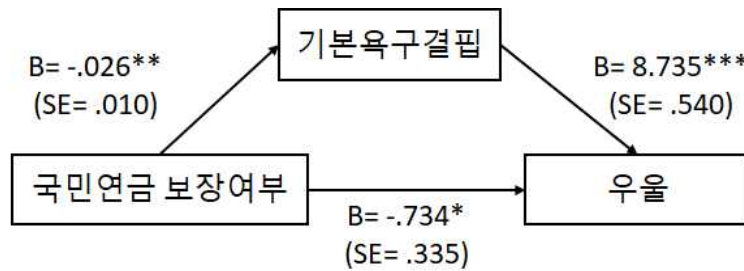 기본욕구결핍
B= -.026**
(SE= .010)
B= 8.735***
(SE= .540)
국민연금 보장여부
우울
B= -.734*
(SE= .335)